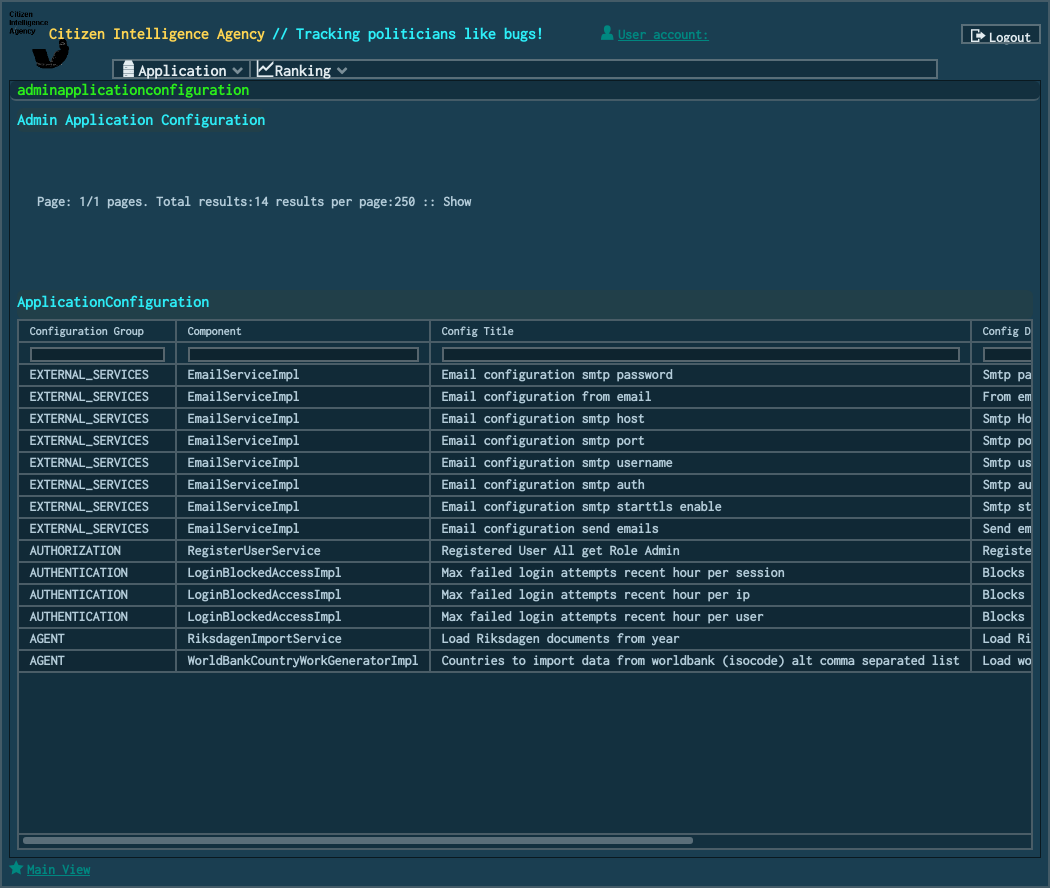 Citizen
Intelligence
Agency
Citizen Intelligence Agency // Tracking politicians like bugs!
User account:
Logout
Application
Ranking
adminapplicationconfiguration
Admin Application Configuration
Page: 1/1 pages. Total results:14 results per page:250 :: Show
ApplicationConfiguration
Configuration Group Component Config Title Config D
EXTERNAL_SERVICES EmailServiceImpl Email configuration smtp password Smtp pa
EXTERNAL_SERVICES EmailServiceImpl Email configuration from email From em
EXTERNAL_SERVICES EmailServiceImpl Email configuration smtp host Smtp Ho
EXTERNAL_SERVICES EmailServiceImpl Email configuration smtp port Smtp po
EXTERNAL_SERVICES EmailServiceImpl Email configuration smtp username Smtp us
EXTERNAL_SERVICES EmailServiceImpl Email configuration smtp auth Smtp au
EXTERNAL_SERVICES EmailServiceImpl Email configuration smtp starttls enable Smtp st
EXTERNAL_SERVICES EmailServiceImpl Email configuration send emails Send em
AUTHORIZATION RegisterUserService Registered User All get Role Admin Registe
AUTHENTICATION LoginBlockedAccessImpl Max failed login attempts recent hour per session Blocks
AUTHENTICATION LoginBlockedAccessImpl Max failed login attempts recent hour per ip Blocks
AUTHENTICATION LoginBlockedAccessImpl Max failed login attempts recent hour per user Blocks
AGENT RiksdagenImportService Load Riksdagen documents from year Load Ri
AGENT WorldBankCountryWorkGeneratorImpl Countries to import data from worldbank (isocode) alt comma separated list Load wo
Main View